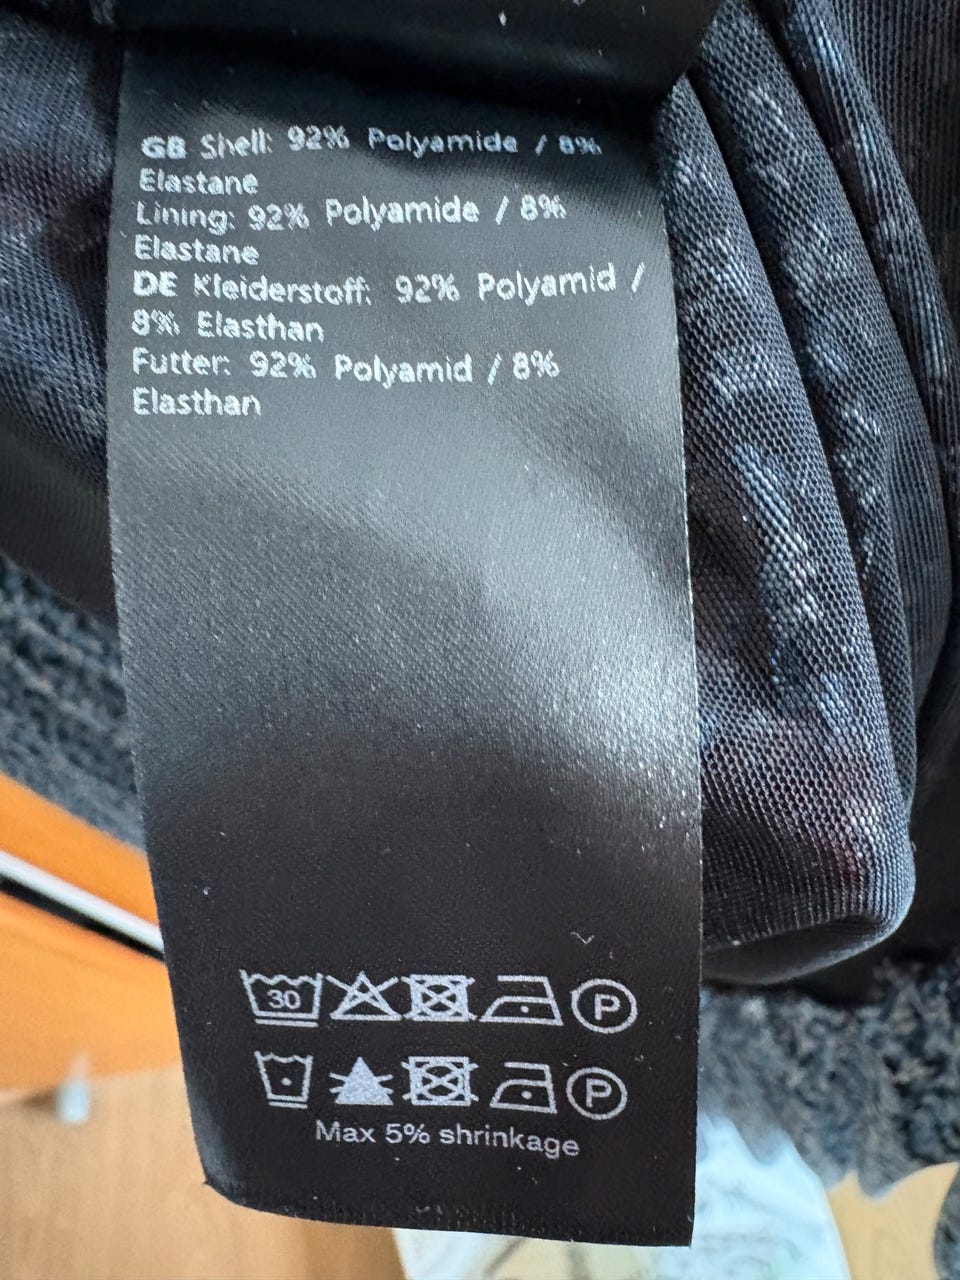 GB Shell: 92% Polyamide / 8%
Elastane
Lining: 92% Polyamide / 8%
Elastane
DE Kleiderstoff: 92% Polyamid /
8% Elasthan
Futter: 92% Polyamid / 8%
Elasthan
30 P
P
Max 5% shrinkage